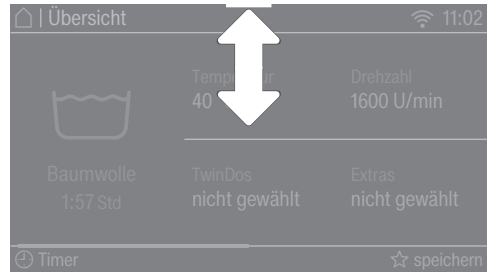 | Übersicht 11:02
Temperatur Drehzahl
40 1600 U/min
Baumwolle TwinDos Extras
1:57 Std nicht gewählt nicht gewählt
Timer speichern